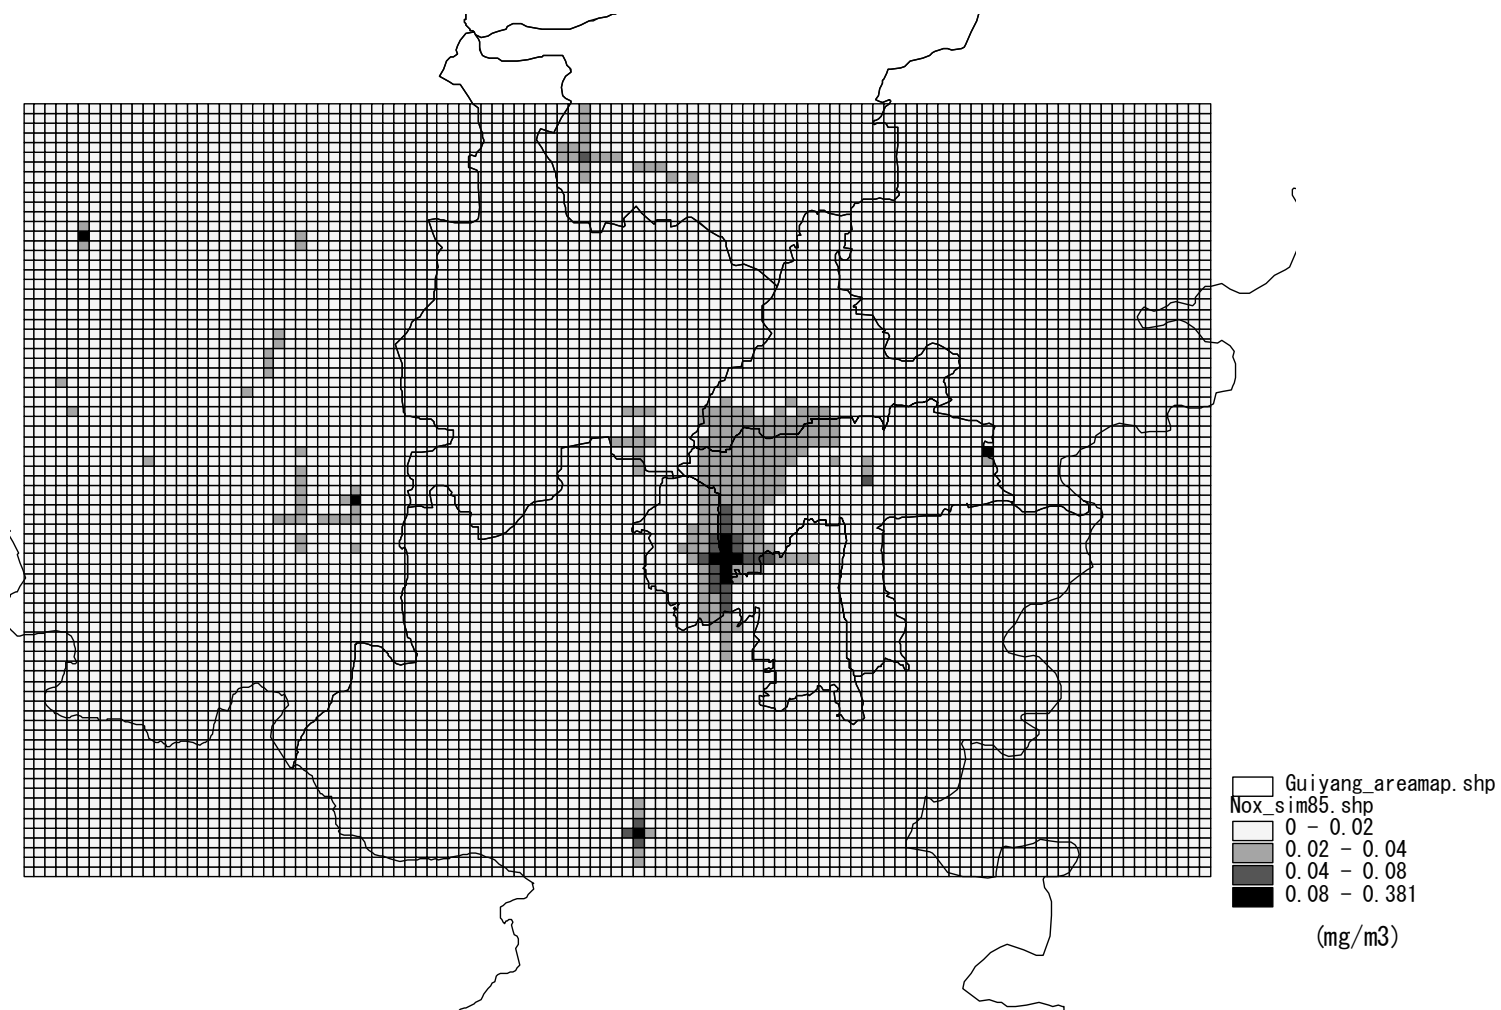 Guiyang_areamap.shp
Nox_sim85.shp
0 - 0.02
0.02 - 0.04
0.04 - 0.08
0.08 - 0.381
(mg/m3)